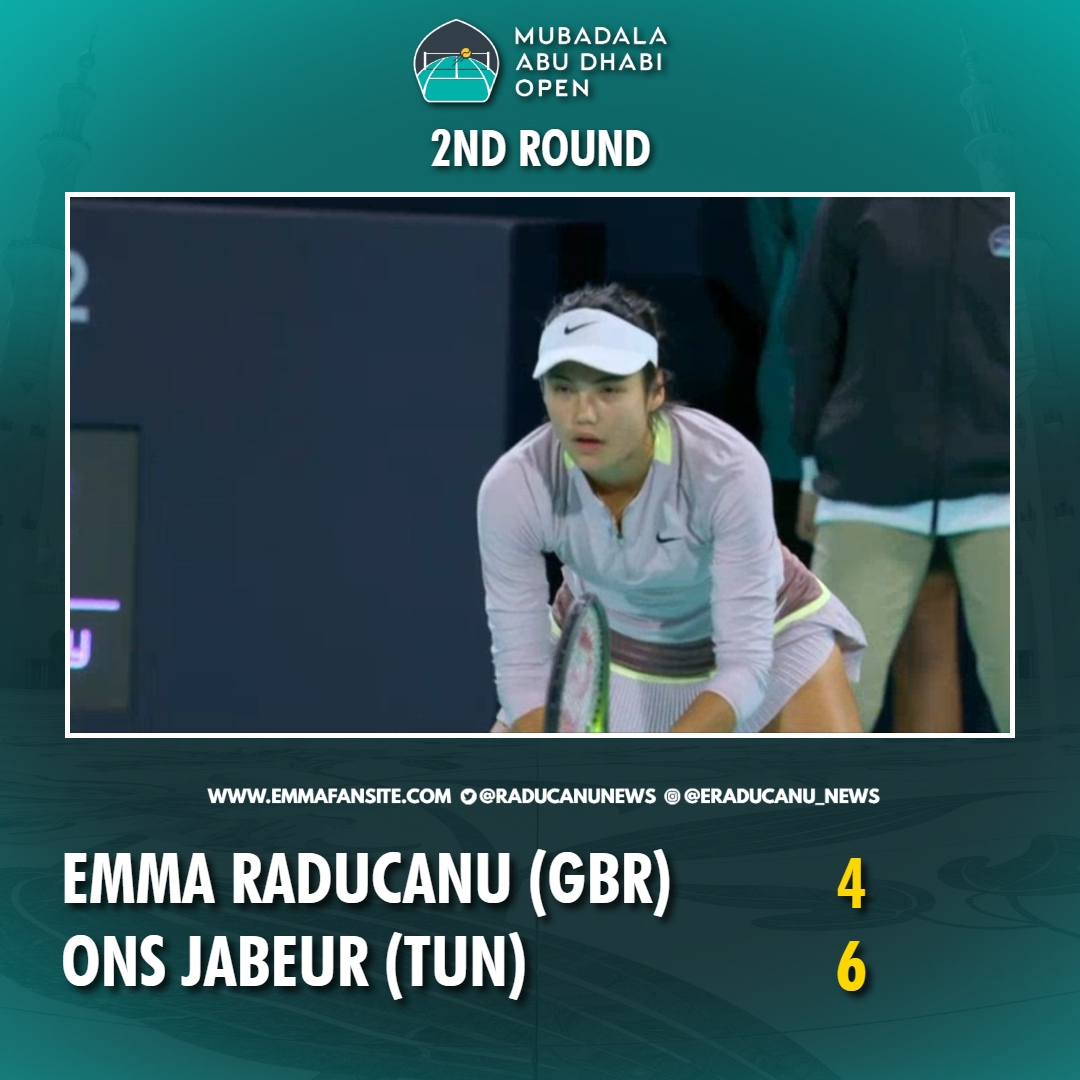 MUBADALA
ABU DHABI
OPEN
2ND ROUND
2
y
WWW.EMMAFANSITE.COM @RADUCANUNEWS @ERADUCANU_NEWS
EMMA RADUCANU (GBR) 4
ONS JABEUR (TUN) 6